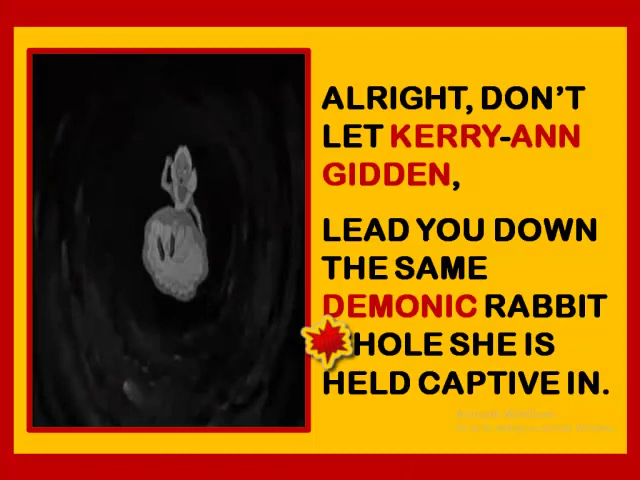 ALRIGHT, DON'T
LET KERRY-ANN
GIDDEN,
LEAD YOU DOWN
THE SAME
DEMONIC RABBIT
HOLE SHE IS
HELD CAPTIVE IN.